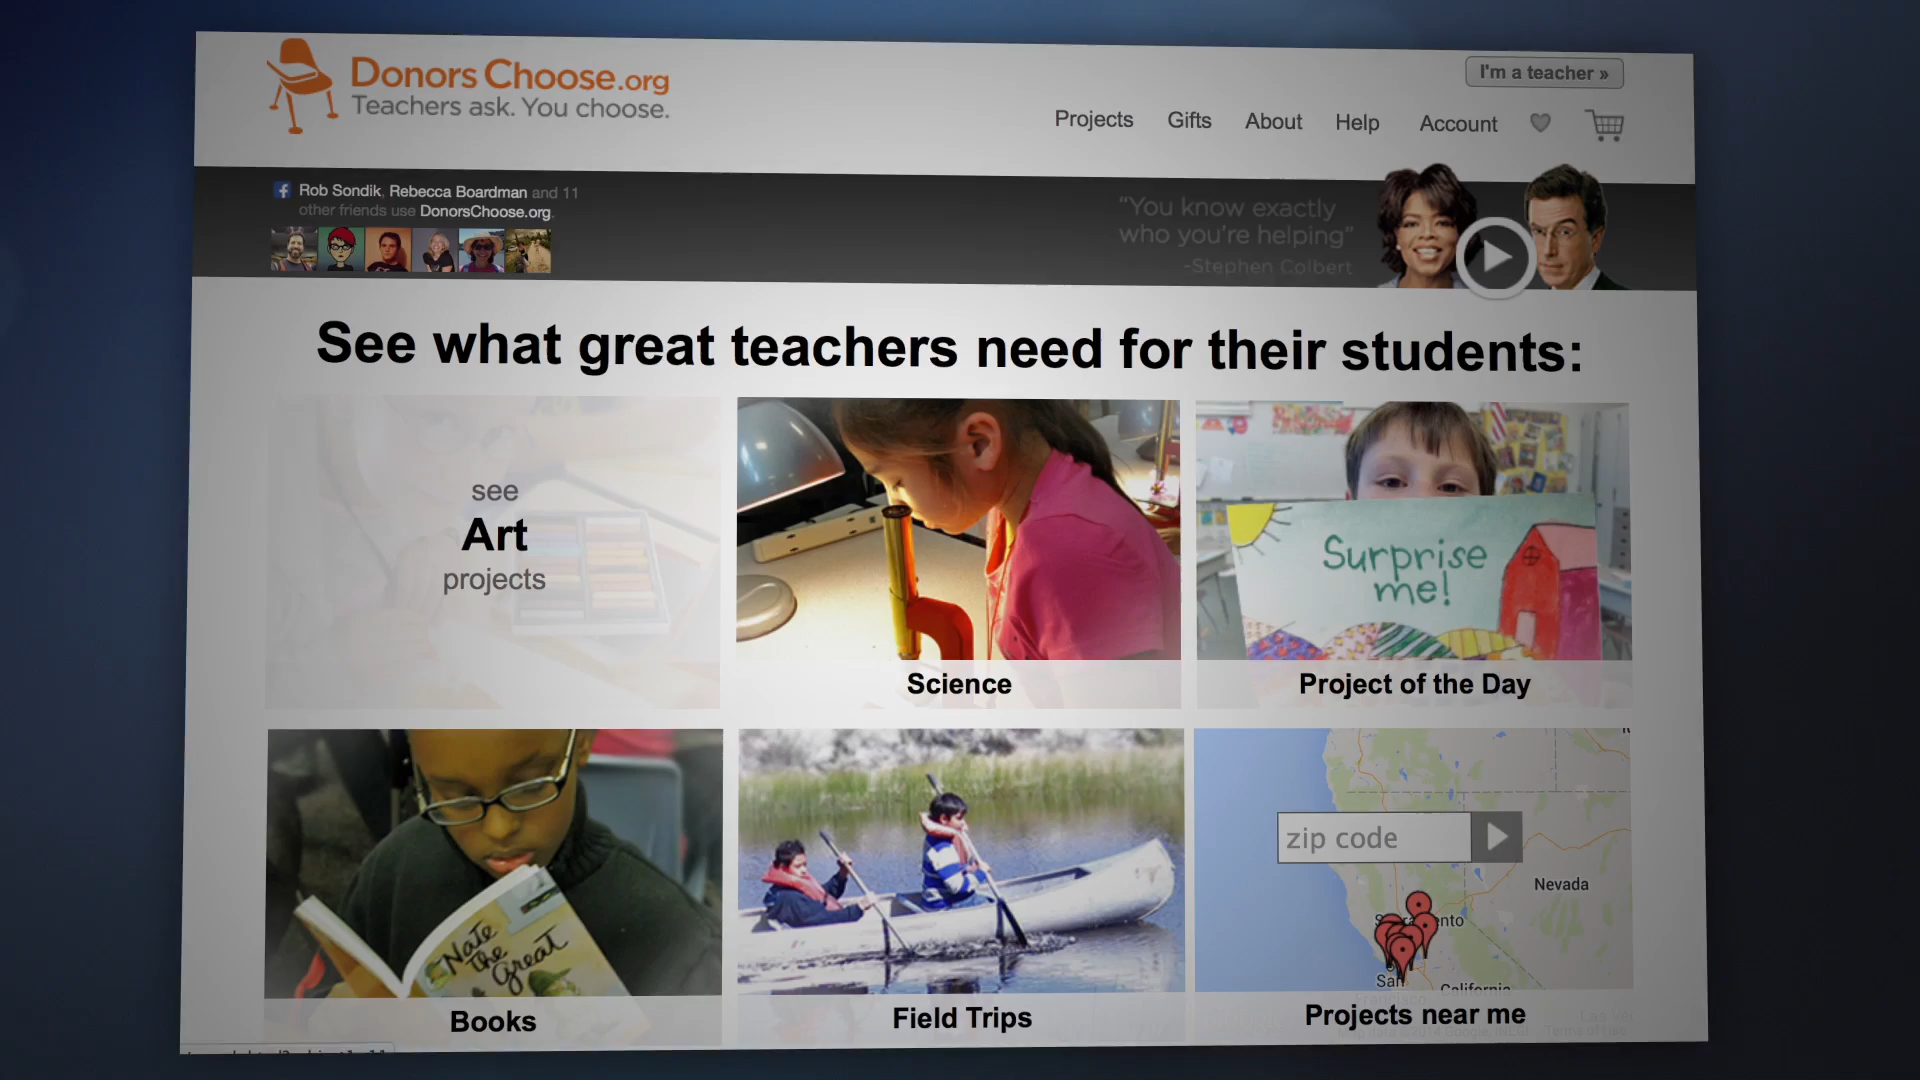 DonorsChoose.org
Teachers ask. You choose.
I'm a teacher »
Projects
Gifts
About
Help
Account
Rob Sondik, Rebecca Boardman and 11
other friends use DonorsChoose.org.
"You know exactly
who you're helping"
-Stephen Colbert
See what great teachers need for their students:
see
Art
projects
Science
Surprise
me!
Project of the Day
Nate
the
Great
Books
Field Trips
zip code
Nevada
San
California
Projects near me